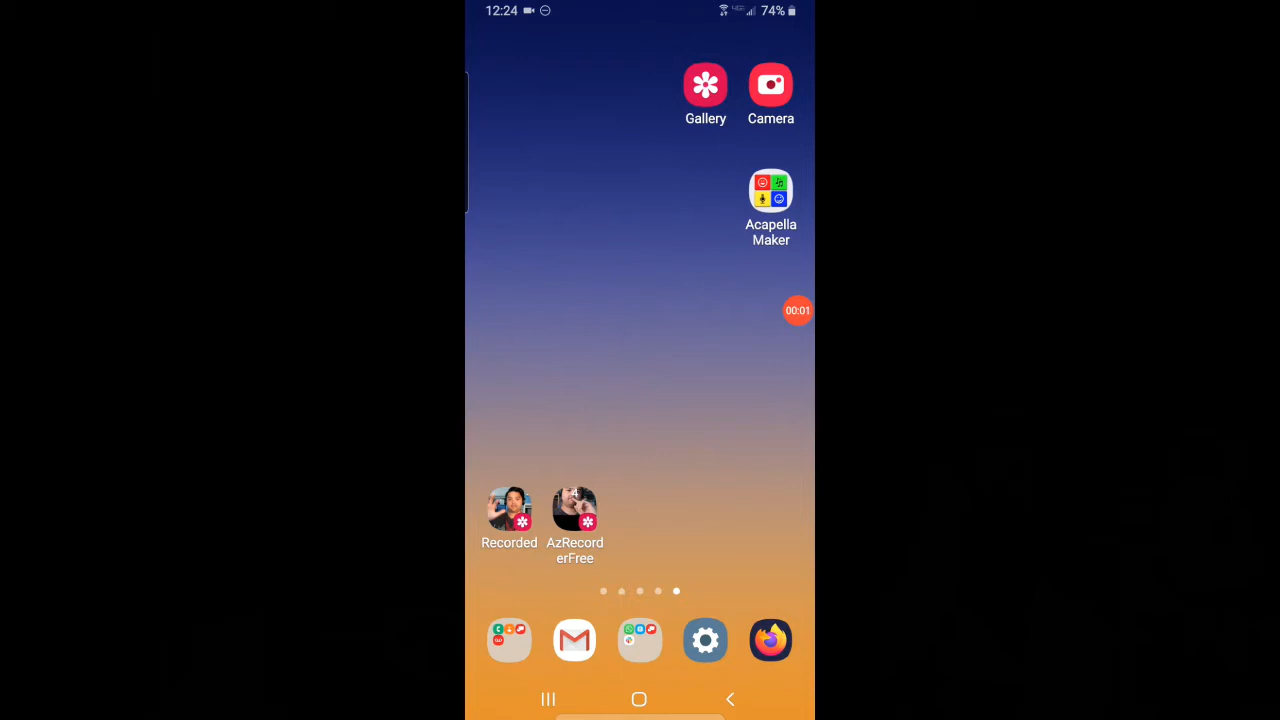 12:24
74%
Gallery
Camera
Acapella
Maker
00:01
Recorded
AzRecord
erFree